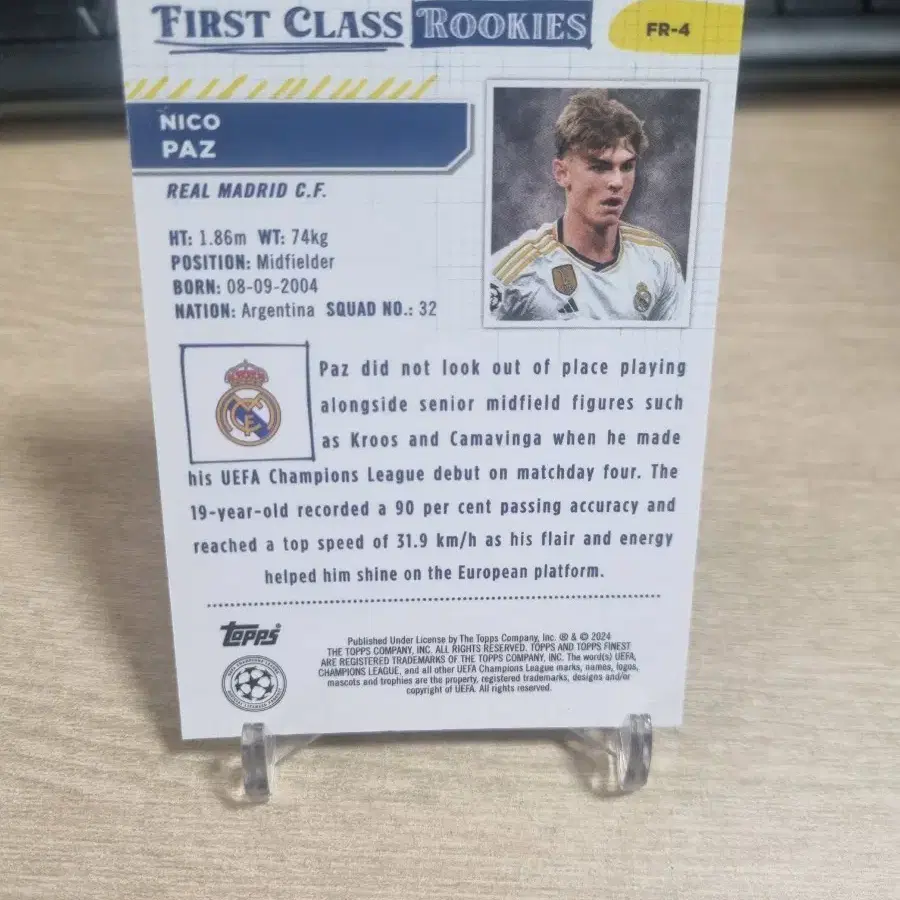 FIRST CLASS ROOKIES
FR-4
NICO
PAZ
REAL MADRID C.F.
HT: 1.86m WT: 74kg
POSITION: Midfielder
BORN: 08-09-2004
NATION: Argentina SQUAD NO.: 32
Paz did not look out of place playing
alongside senior midfield figures such
as Kroos and Camavinga when he made
his UEFA Champions League debut on matchday four. The
19-year-old recorded a 90 per cent passing accuracy and
reached a top speed of 31.9 km/h as his flair and energy
helped him shine on the European platform.
Topps
Published Under License by The Topps Company, Inc. ® & © 2024
THE TOPPS COMPANY, INC. ALL RIGHTS RESERVED. TOPPS AND TOPPS FINEST
ARE REGISTERED TRADEMARKS OF THE TOPPS COMPANY, INC. The word(s) UEFA,
CHAMPIONS LEAGUE, and all other UEFA Champions League marks, names, logos,
mascots and trophies are the property, registered trademarks, designs and/or
copyright of UEFA. All rights reserved.